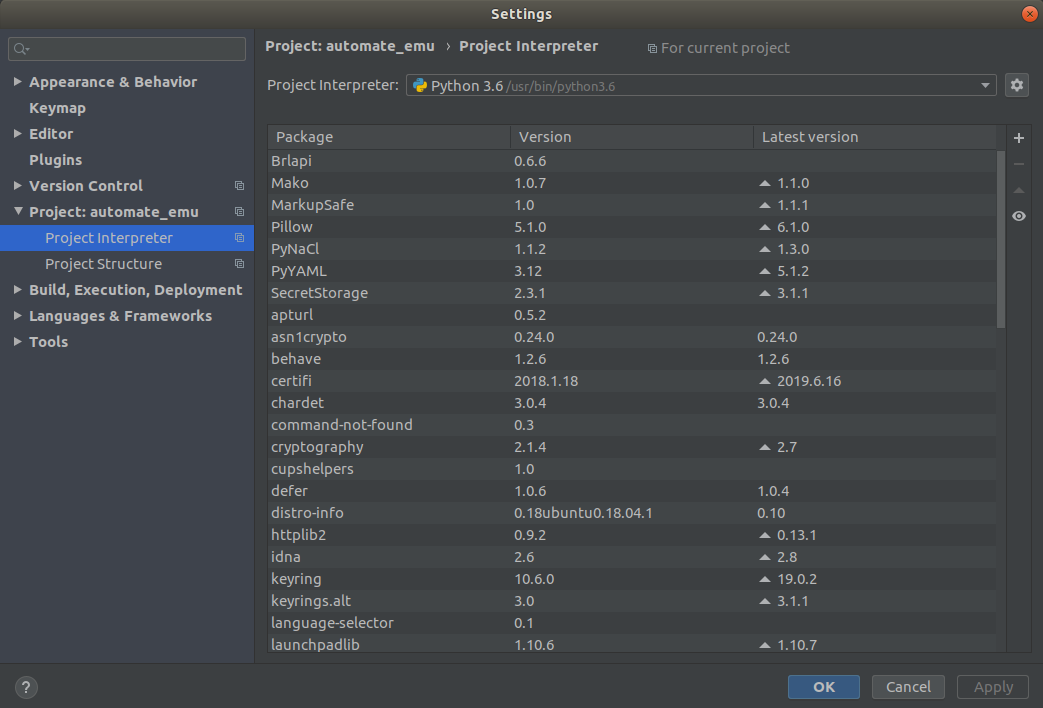 Settings
Project: automate_emu › Project Interpreter
For current project
Appearance & Behavior
Keymap
Editor
Plugins
Version Control
Project: automate_emu
Project Interpreter
Project Structure
Build, Execution, Deployment
Languages & Frameworks
Tools
Project Interpreter: Python 3.6 /usr/bin/python3.6
Package Version Latest version
Brlapi 0.6.6
Mako 1.0.7 1.1.0
MarkupSafe 1.0 1.1.1
Pillow 5.1.0 6.1.0
PyNaCl 1.1.2 1.3.0
PyYAML 3.12 5.1.2
SecretStorage 2.3.1 3.1.1
apturl 0.5.2
asn1crypto 0.24.0 0.24.0
behave 1.2.6 1.2.6
certifi 2018.1.18 2019.6.16
chardet 3.0.4 3.0.4
command-not-found 0.3
cryptography 2.1.4 2.7
cupshelpers 1.0
defer 1.0.6 1.0.4
distro-info 0.18ubuntu0.18.04.1 0.10
httplib2 0.9.2 0.13.1
idna 2.6 2.8
keyring 10.6.0 19.0.2
keyrings.alt 3.0 3.1.1
language-selector 0.1
launchpadlib 1.10.6 1.10.7
?
OK Cancel Apply